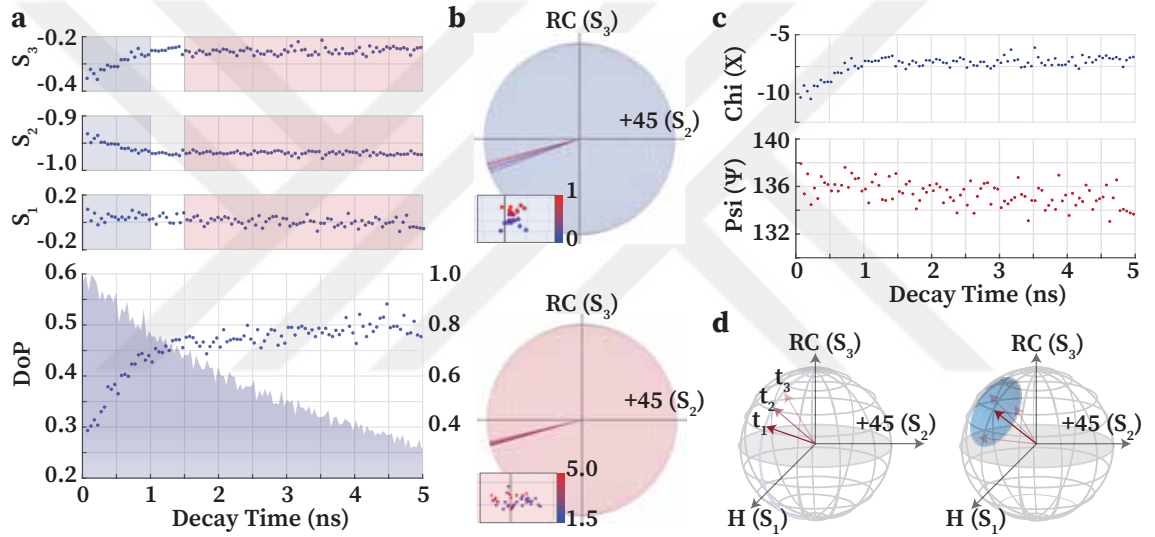 a
S3
-0.2
-0.4
S2
-0.9
-1.0
S1
0.2
-0.2
DoP
0.6
0.5
0.4
0.3
0.2
1.0
0.8
0.6
0.4
0 1 2 3 4 5
Decay Time (ns)
b
RC (S3)
+45 (S2)
1
0
RC (S3)
+45 (S2)
5.0
1.5
c
Chi (X)
-5
-10
Psi (Ψ)
140
136
132
0 1 2 3 4 5
Decay Time (ns)
d
RC (S3)
t3
t2
t1
+45 (S2)
H (S1)
RC (S3)
+45 (S2)
H (S1)